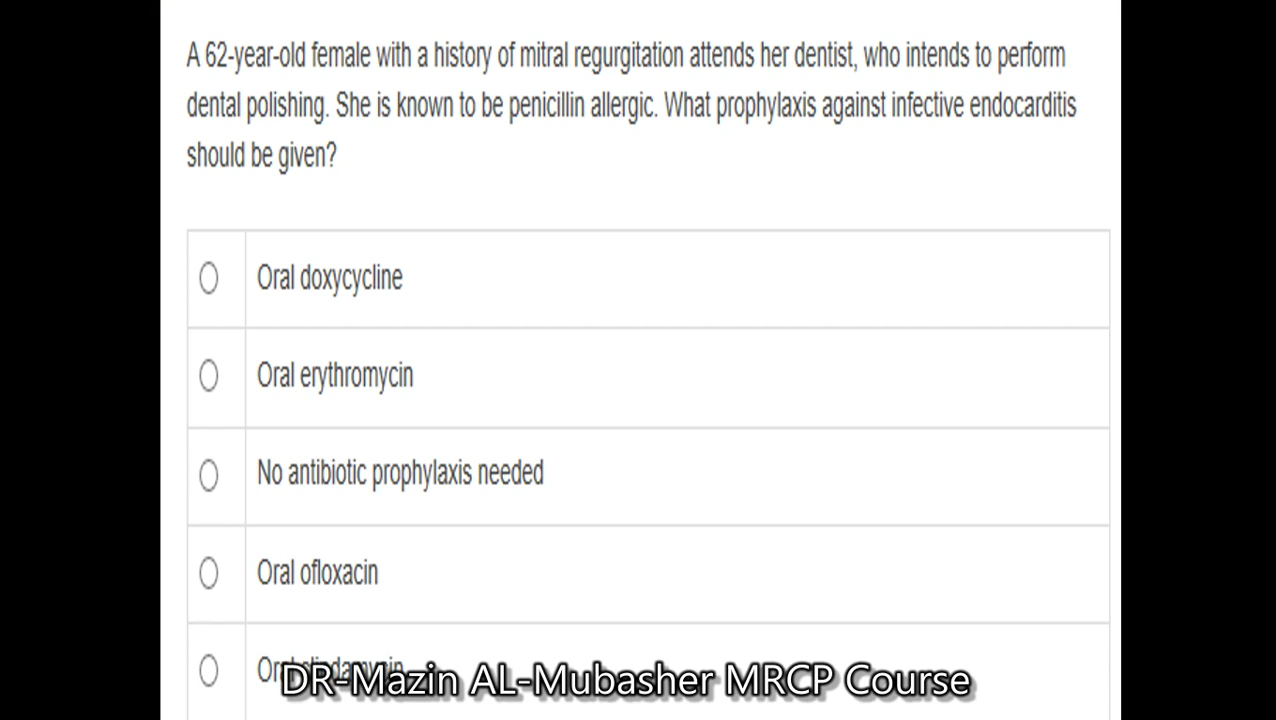 A 62-year-old female with a history of mitral regurgitation attends her dentist, who intends to perform
dental polishing. She is known to be penicillin allergic. What prophylaxis against infective endocarditis
should be given?
Oral doxycycline
Oral erythromycin
No antibiotic prophylaxis needed
Oral ofloxacin
Oral clindamycin
DR-Mazin AL-Mubasher MRCP Course